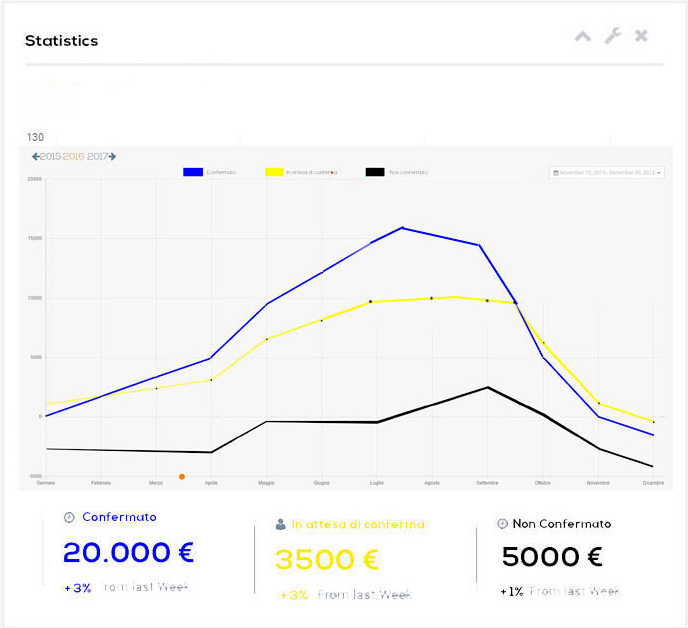 Statistics
130
2015 2016 2017
Confermato
In attesa di conferma
Non confermato
November 13, 2015 - December 28, 2015
20000
15000
10000
5000
0
-5000
Gennaio Febbraio Marzo Aprile Maggio Giugno Luglio Agosto Settembre Ottobre Novembre Dicembre
Confermato
20.000 €
+3% From last Week
In attesa di conferma
3500 €
+3% From last Week
Non Confermato
5000 €
+1% From last Week